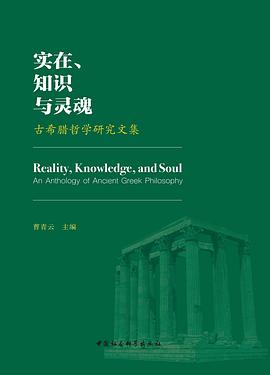 实在、
知识
与灵魂
古希腊哲学研究文集
Reality, Knowledge, and Soul
An Anthology of Ancient Greek Philosophy
曹青云 主编
中国社会科学出版社